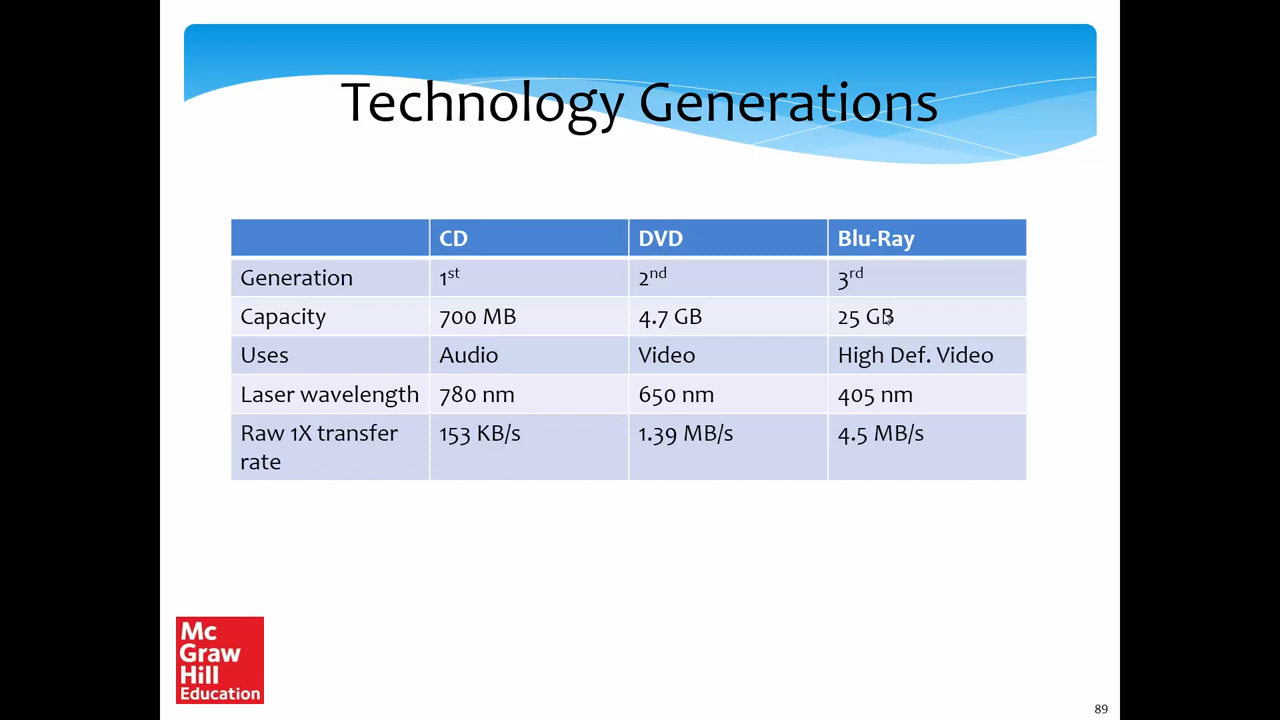 Technology Generations
CD DVD Blu-Ray
Generation 1st 2nd 3rd
Capacity 700 MB 4.7 GB 25 GB
Uses Audio Video High Def. Video
Laser wavelength 780 nm 650 nm 405 nm
Raw 1X transfer 153 KB/s 1.39 MB/s 4.5 MB/s
rate
Mc
Graw
Hill
Education
89